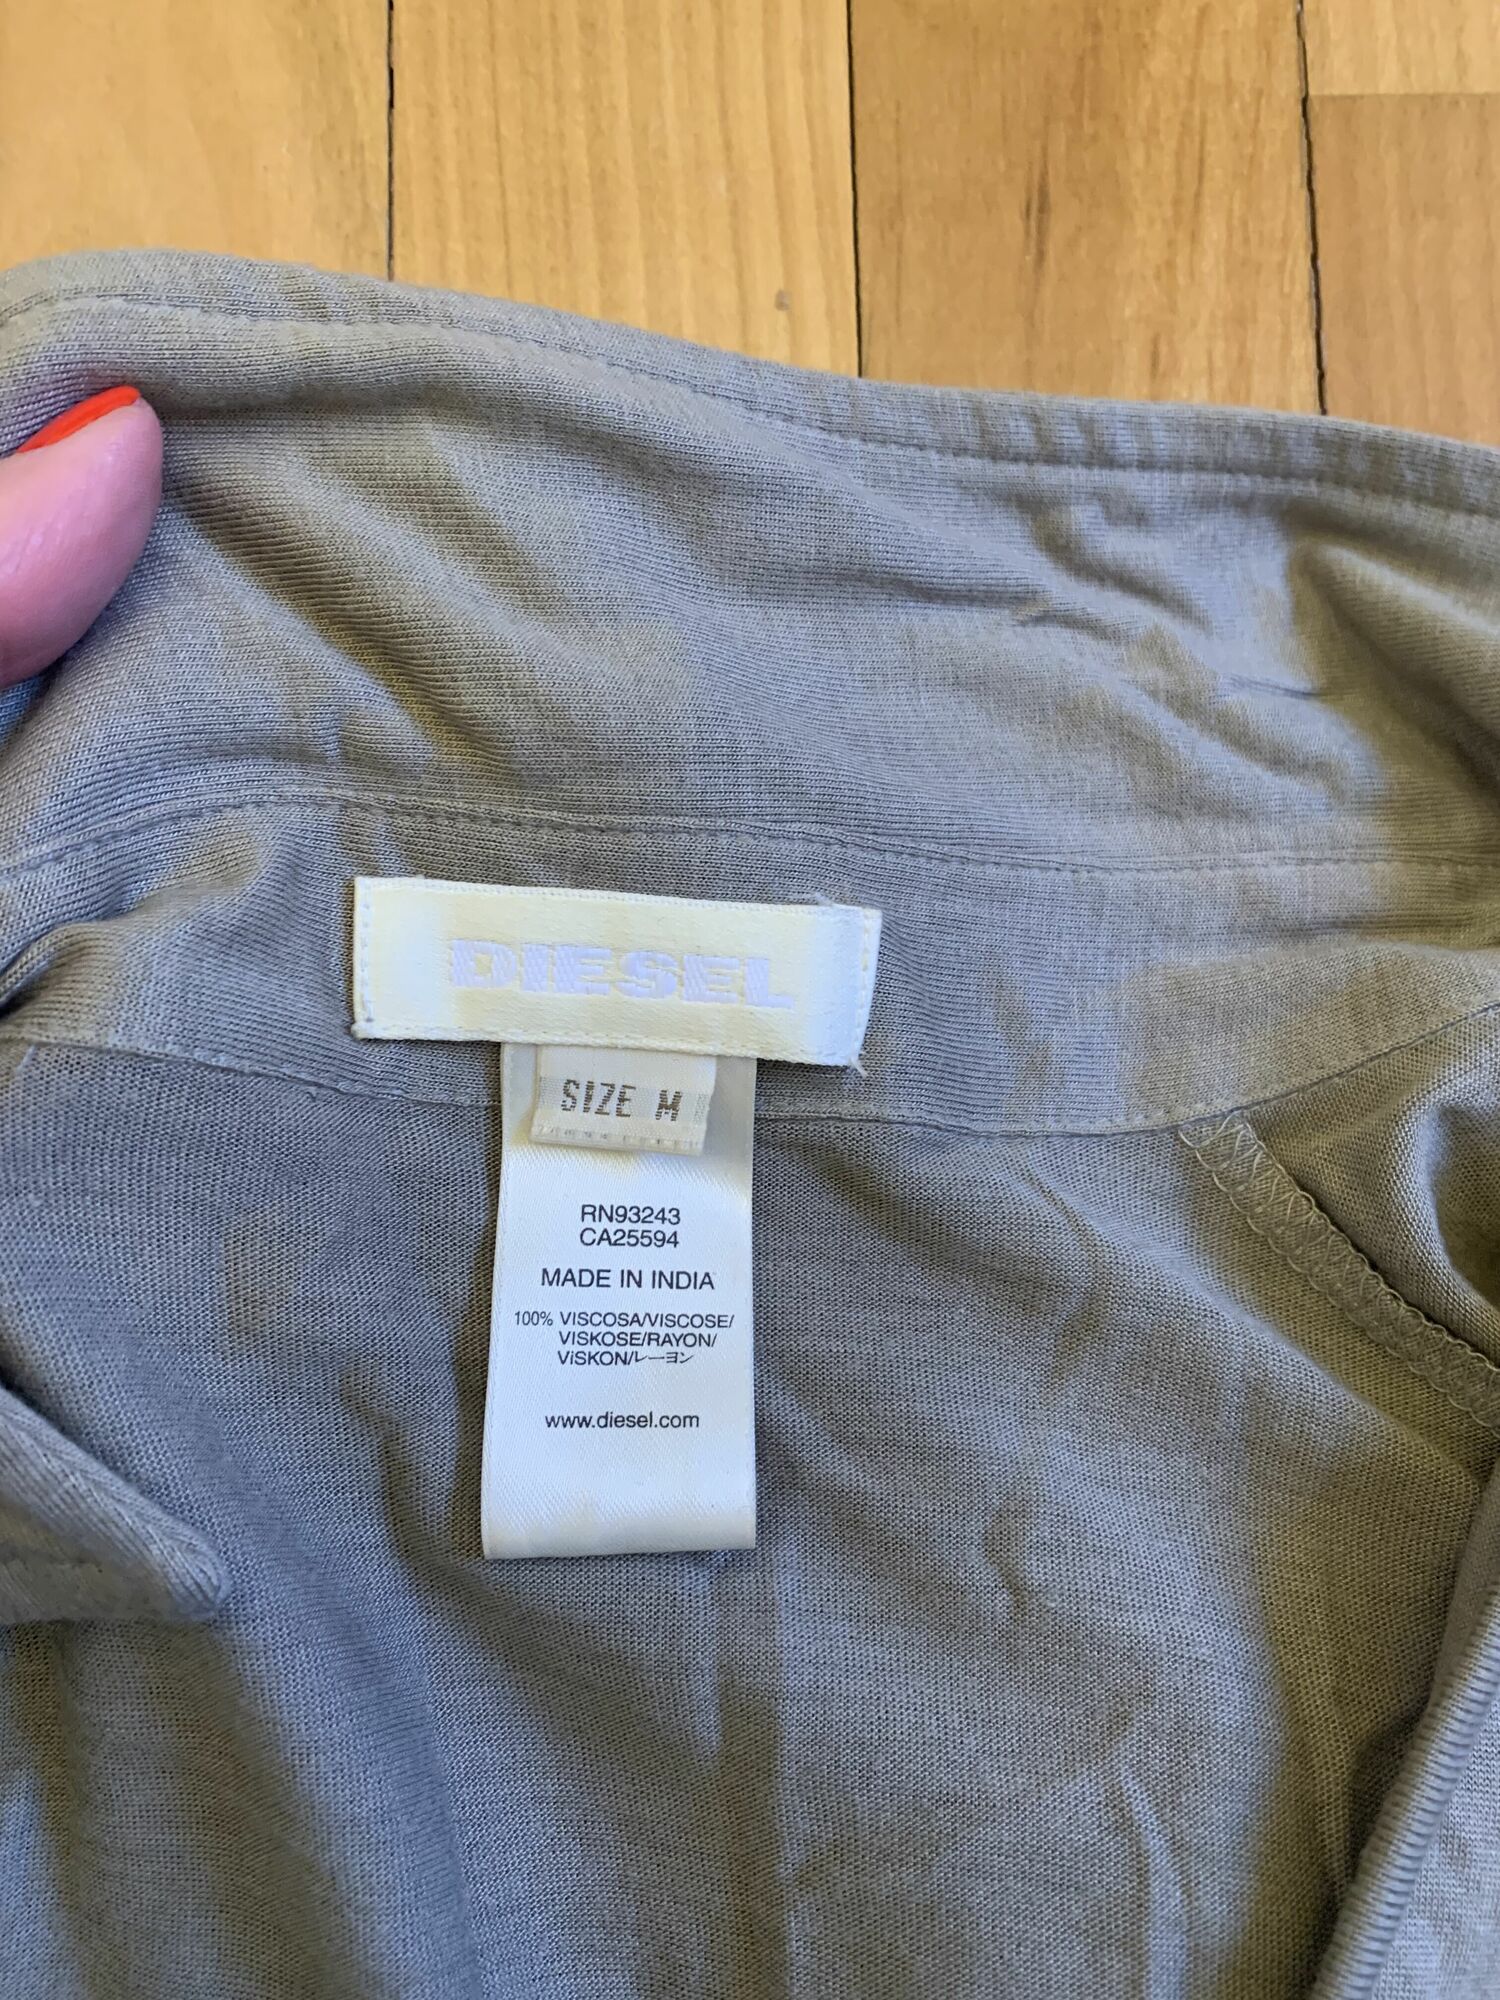 DIESEL
SIZE M
RN93243
CA25594
MADE IN INDIA
100% VISCOSA/VISCOSE/
VISKOSE/RAYON/
ViSKON/レーヨン
www.diesel.com